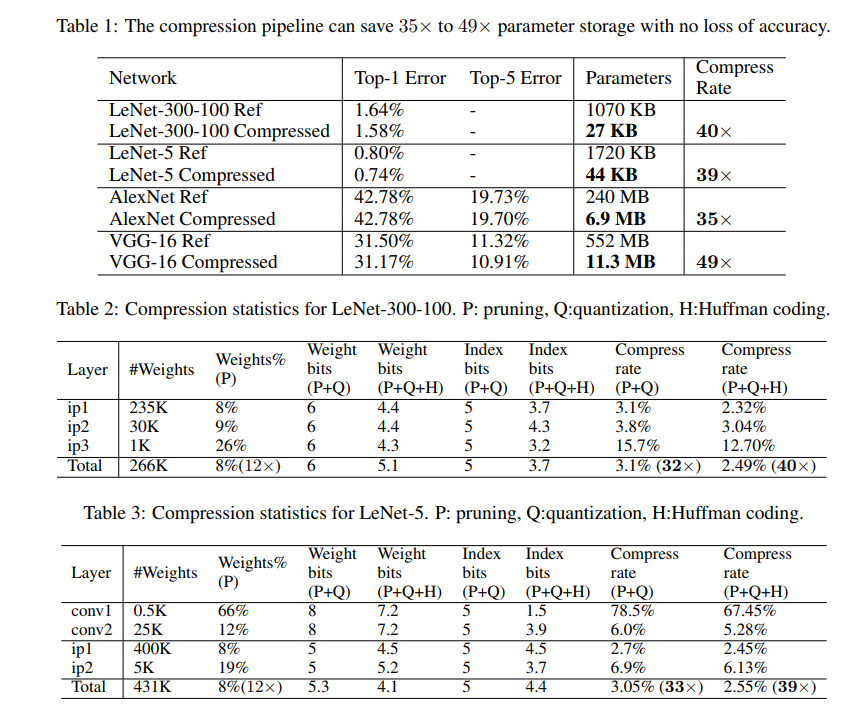 Table 1: The compression pipeline can save 35× to 49× parameter storage with no loss of accuracy.
Network Top-1 Error Top-5 Error Parameters Compress Rate
LeNet-300-100 Ref 1.64% - 1070 KB
LeNet-300-100 Compressed 1.58% - 27 KB 40×
LeNet-5 Ref 0.80% - 1720 KB
LeNet-5 Compressed 0.74% - 44 KB 39×
AlexNet Ref 42.78% 19.73% 240 MB
AlexNet Compressed 42.78% 19.70% 6.9 MB 35×
VGG-16 Ref 31.50% 11.32% 552 MB
VGG-16 Compressed 31.17% 10.91% 11.3 MB 49×
Table 2: Compression statistics for LeNet-300-100. P: pruning, Q:quantization, H:Huffman coding.
Layer #Weights Weights% (P) Weight bits (P+Q) Weight bits (P+Q+H) Index bits (P+Q) Index bits (P+Q+H) Compress rate (P+Q) Compress rate (P+Q+H)
ip1 235K 8% 6 4.4 5 3.7 3.1% 2.32%
ip2 30K 9% 6 4.4 5 4.3 3.8% 3.04%
ip3 1K 26% 6 4.3 5 3.2 15.7% 12.70%
Total 266K 8%(12×) 6 5.1 5 3.7 3.1% (32×) 2.49% (40×)
Table 3: Compression statistics for LeNet-5. P: pruning, Q:quantization, H:Huffman coding.
Layer #Weights Weights% (P) Weight bits (P+Q) Weight bits (P+Q+H) Index bits (P+Q) Index bits (P+Q+H) Compress rate (P+Q) Compress rate (P+Q+H)
conv1 0.5K 66% 8 7.2 5 1.5 78.5% 67.45%
conv2 25K 12% 8 7.2 5 3.9 6.0% 5.28%
ip1 400K 8% 5 4.5 5 4.5 2.7% 2.45%
ip2 5K 19% 5 5.2 5 3.7 6.9% 6.13%
Total 431K 8%(12×) 5.3 4.1 5 4.4 3.05% (33×) 2.55% (39×)